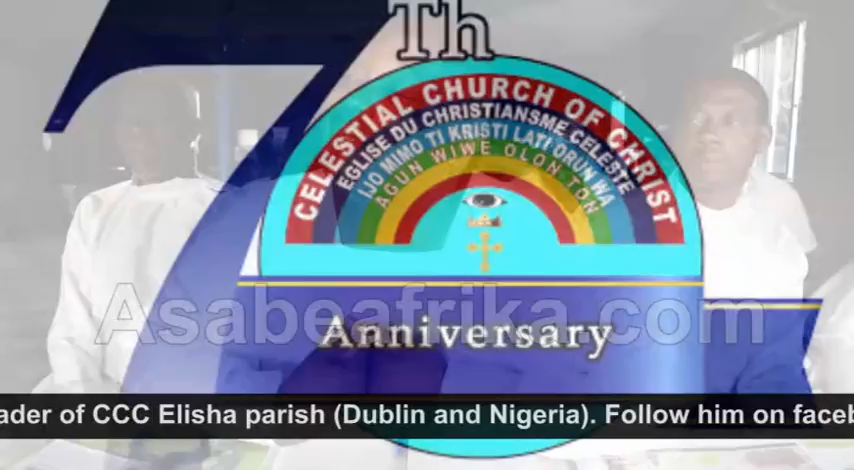 7
Th
CELESTIAL CHURCH OF CHRIST
EGLISE DU CHRISTIANSME CELESTE
IJO MIMO TI KRISTI LATI ORUN WA
AGUN WIWE OLON TON
Asabeafrika.com
Anniversary
ader of CCC Elisha parish (Dublin and Nigeria). Follow him on faceb